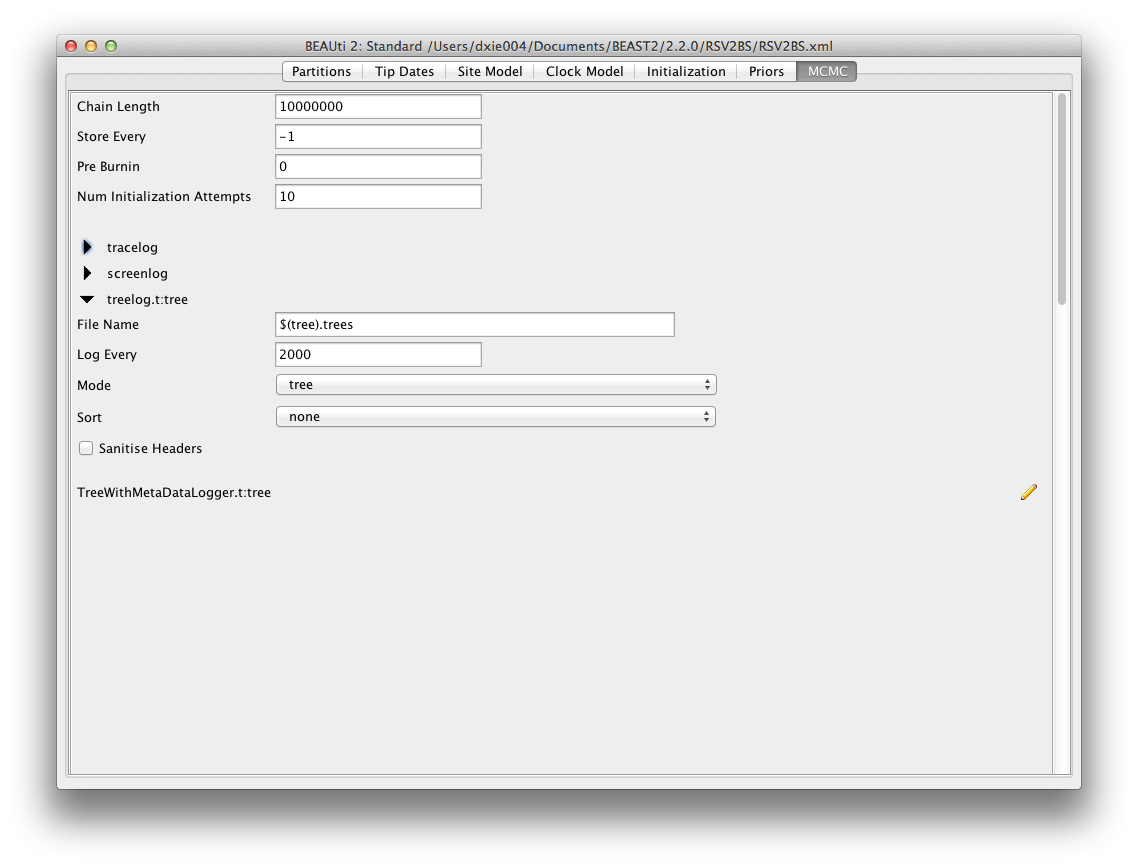 BEAUti 2: Standard /Users/dxie004/Documents/BEAST2/2.2.0/RSV2BS/RSV2BS.xml
Partitions Tip Dates Site Model Clock Model Initialization Priors MCMC
Chain Length 10000000
Store Every -1
Pre Burnin 0
Num Initialization Attempts 10
tracelog
screenlog
treelog.t:tree
File Name $(tree).trees
Log Every 2000
Mode tree
Sort none
Sanitise Headers
TreeWithMetaDataLogger.t:tree